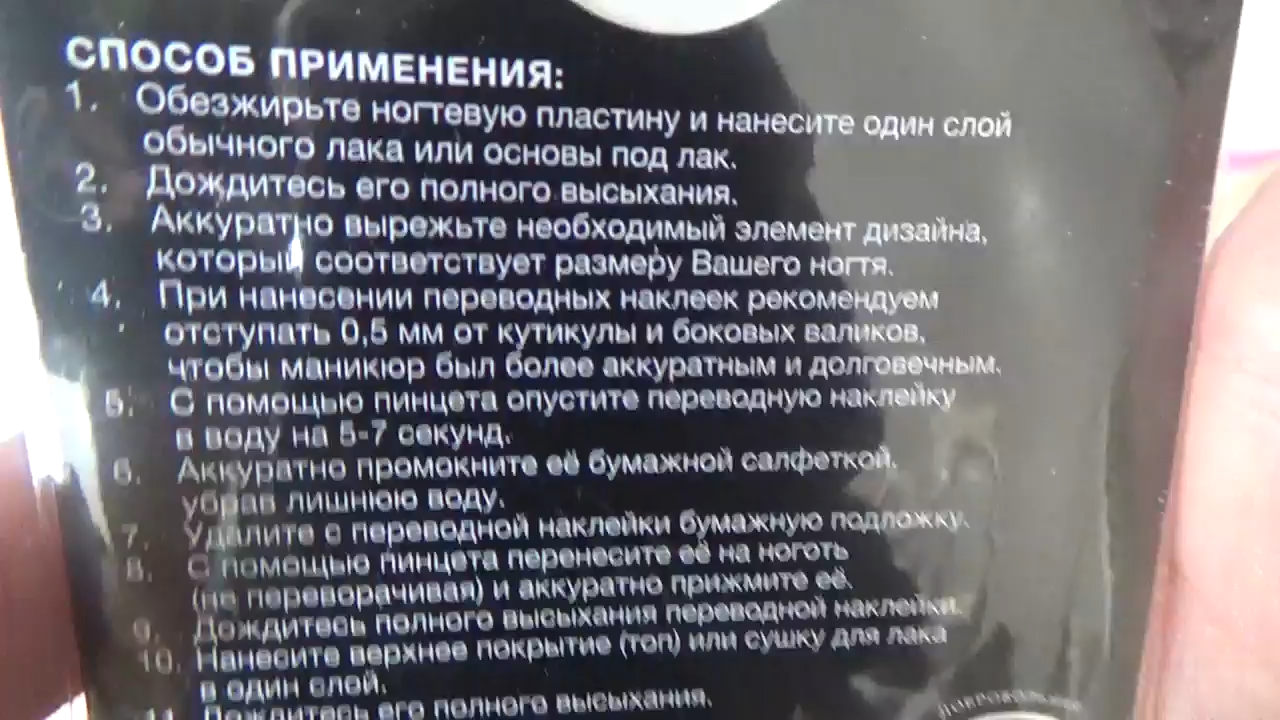 СПОСОБ ПРИМЕНЕНИЯ:
1. Обезжирьте ногтевую пластину и нанесите один слой
обычного лака или основы под лак.
2. Дождитесь его полного высыхания.
3. Аккуратно вырежьте необходимый элемент дизайна,
который соответствует размеру Вашего ногтя.
4. При нанесении переводных наклеек рекомендуем
отступать 0,5 мм от кутикулы и боковых валиков,
чтобы маникюр был более аккуратным и долговечным.
5. С помощью пинцета опустите переводную наклейку
в воду на 5-7 секунд.
6. Аккуратно промокните её бумажной салфеткой,
убрав лишнюю воду.
7. Удалите с переводной наклейки бумажную подложку.
8. С помощью пинцета перенесите её на ноготь
(не переворачивая) и аккуратно прижмите её.
9. Дождитесь полного высыхания переводной наклейки.
10. Нанесите верхнее покрытие (топ) или сушку для лака
в один слой.
11. Дождитесь его полного высыхания.